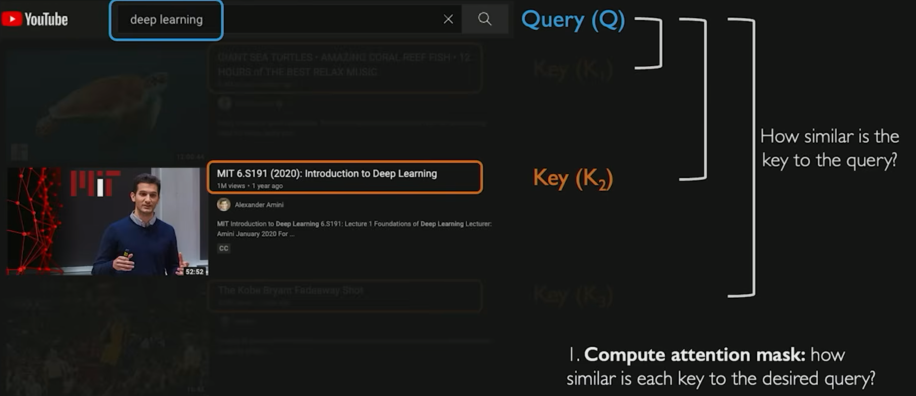 YouTube
deep learning
Query (Q)
GIANT SEA TURTLES • AMAZING CORAL REEF FISH • 12
HOURS of THE BEST RELAX MUSIC
Key (K₁)
How similar is the
key to the query?
MIT
MIT 6.S191 (2020): Introduction to Deep Learning
1M views • 1 year ago
Key (K₂)
Alexander Amini
MIT Introduction to Deep Learning 6.S191: Lecture 1 Foundations of Deep Learning Lecturer:
Amini January 2020 For ...
CC
52:52
The Kobe Bryant Fadeaway Shot
Key (K₃)
1. Compute attention mask: how
similar is each key to the desired query?